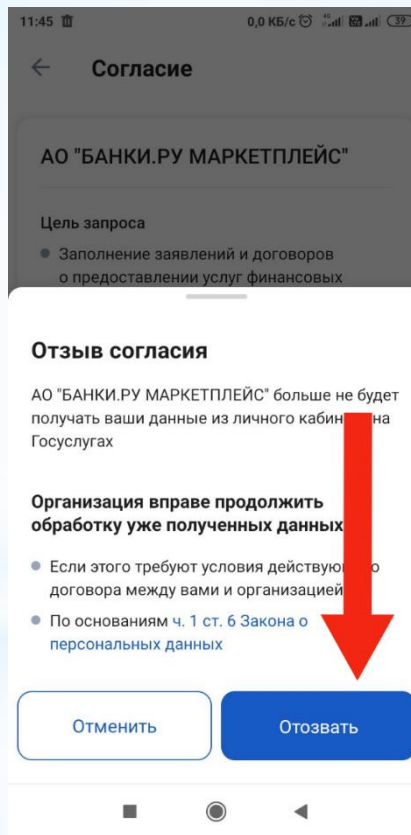 11:45 0,0 КБ/с 4G 39
Согласие
АО "БАНКИ.РУ МАРКЕТПЛЕЙС"
Цель запроса
Заполнение заявлений и договоров
о предоставлении услуг финансовых
Отзыв согласия
АО "БАНКИ.РУ МАРКЕТПЛЕЙС" больше не будет
получать ваши данные из личного на
Госуслугах
Организация вправе продолжить
обработку уже полученных данных
Если этого требуют условия
договора между вами и организацией
По основаниям ч. 1 ст. 6 Закона о
персональных данных
Отменить
Отозвать